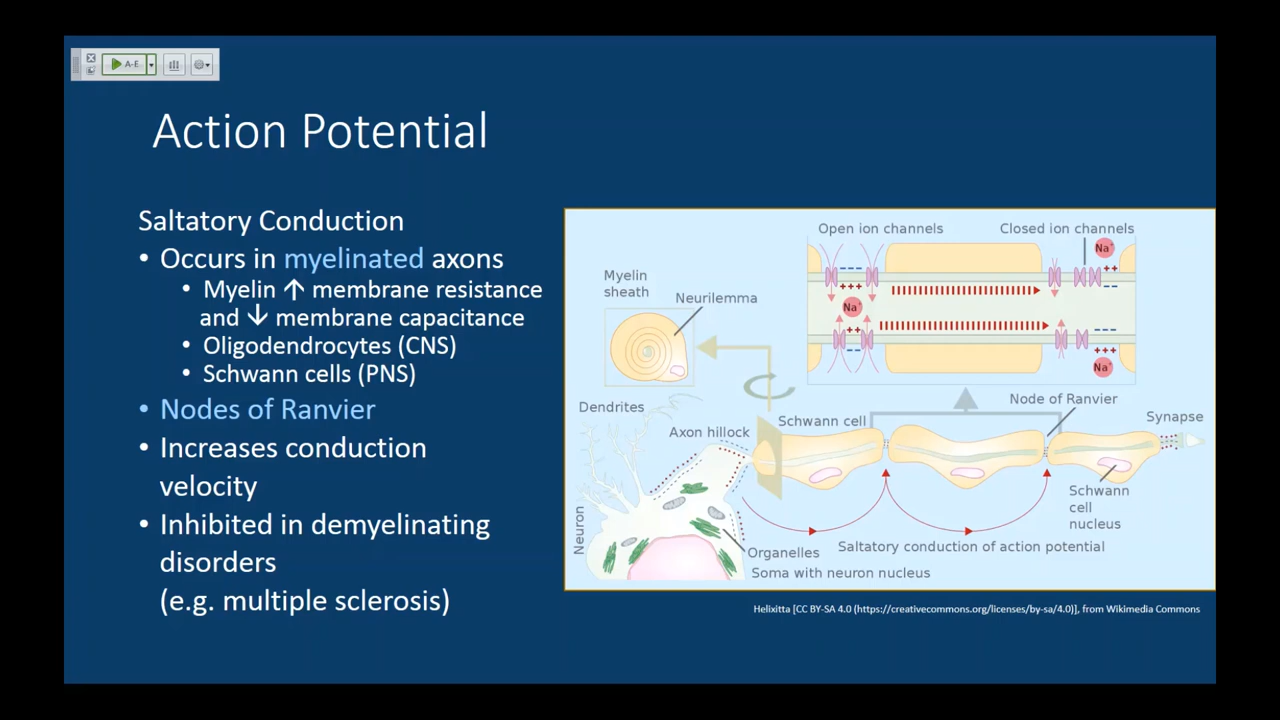 A-E
Action Potential
Saltatory Conduction
• Occurs in myelinated axons
• Myelin ↑ membrane resistance
and ↓ membrane capacitance
• Oligodendrocytes (CNS)
• Schwann cells (PNS)
• Nodes of Ranvier
• Increases conduction
velocity
• Inhibited in demyelinating
disorders
(e.g. multiple sclerosis)
Open ion channels
Closed ion channels
Na⁺
+ +
- - -
- -
+ + +
Na⁺
+ +
- - -
- -
+ + +
Na⁺
Myelin
sheath
Neurilemma
Dendrites
Axon hillock
Schwann cell
Node of Ranvier
Synapse
Schwann
cell
nucleus
Neuron
Organelles
Saltatory conduction of action potential
Soma with neuron nucleus
Helixitta [CC BY-SA 4.0 (https://creativecommons.org/licenses/by-sa/4.0)], from Wikimedia Commons